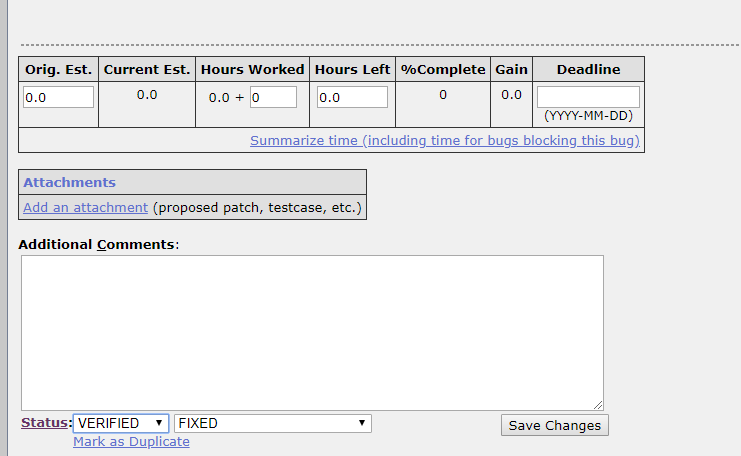 Orig. Est. Current Est. Hours Worked Hours Left %Complete Gain Deadline
0.0 0.0 0.0 + 0 0.0 0 0.0
(YYYY-MM-DD)
Summarize time (including time for bugs blocking this bug)
Attachments
Add an attachment (proposed patch, testcase, etc.)
Additional Comments:
Status: VERIFIED FIXED Save Changes
Mark as Duplicate